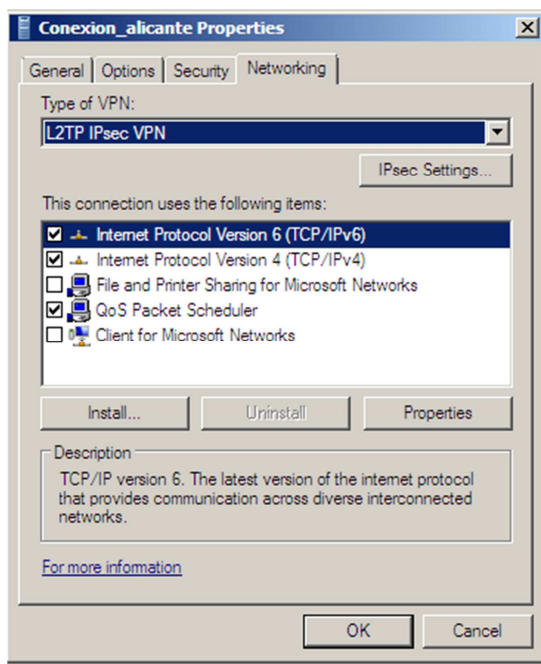 Conexion_alicante Properties
General
Options
Security
Networking
Type of VPN:
L2TP IPsec VPN
IPsec Settings...
This connection uses the following items:
Internet Protocol Version 6 (TCP/IPv6)
Internet Protocol Version 4 (TCP/IPv4)
File and Printer Sharing for Microsoft Networks
QoS Packet Scheduler
Client for Microsoft Networks
Install...
Uninstall
Properties
Description
TCP/IP version 6. The latest version of the internet protocol
that provides communication across diverse interconnected
networks.
For more information
OK
Cancel